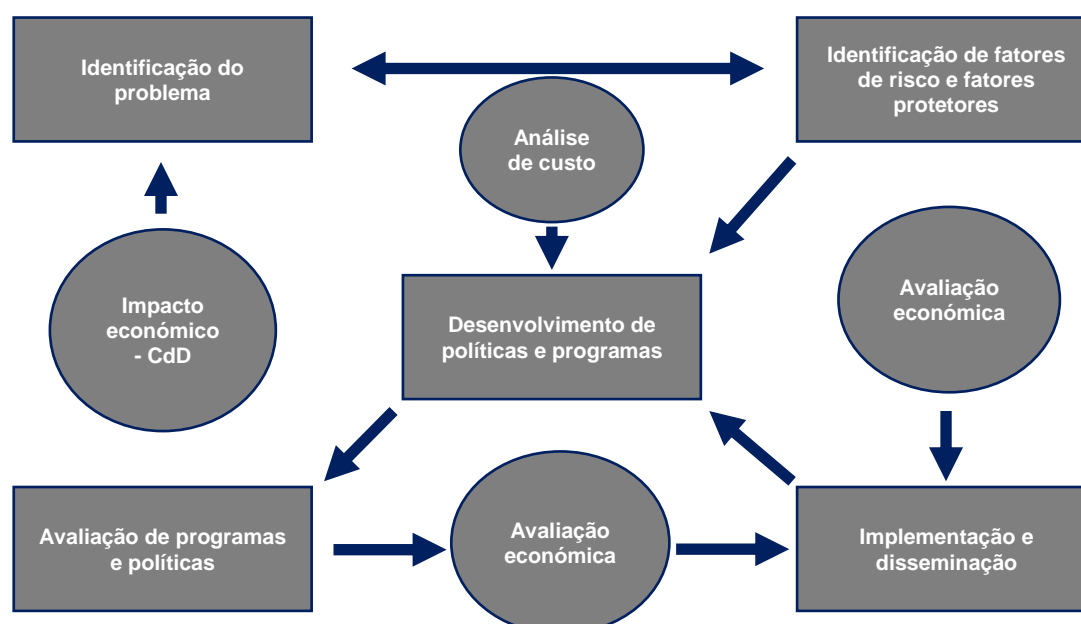 Identificação do
problema
Identificação de fatores
de risco e fatores
protetores
Análise
de custo
Impacto
económico
- CdD
Desenvolvimento de
políticas e programas
Avaliação
económica
Avaliação de programas
e políticas
Avaliação
económica
Implementação e
disseminação